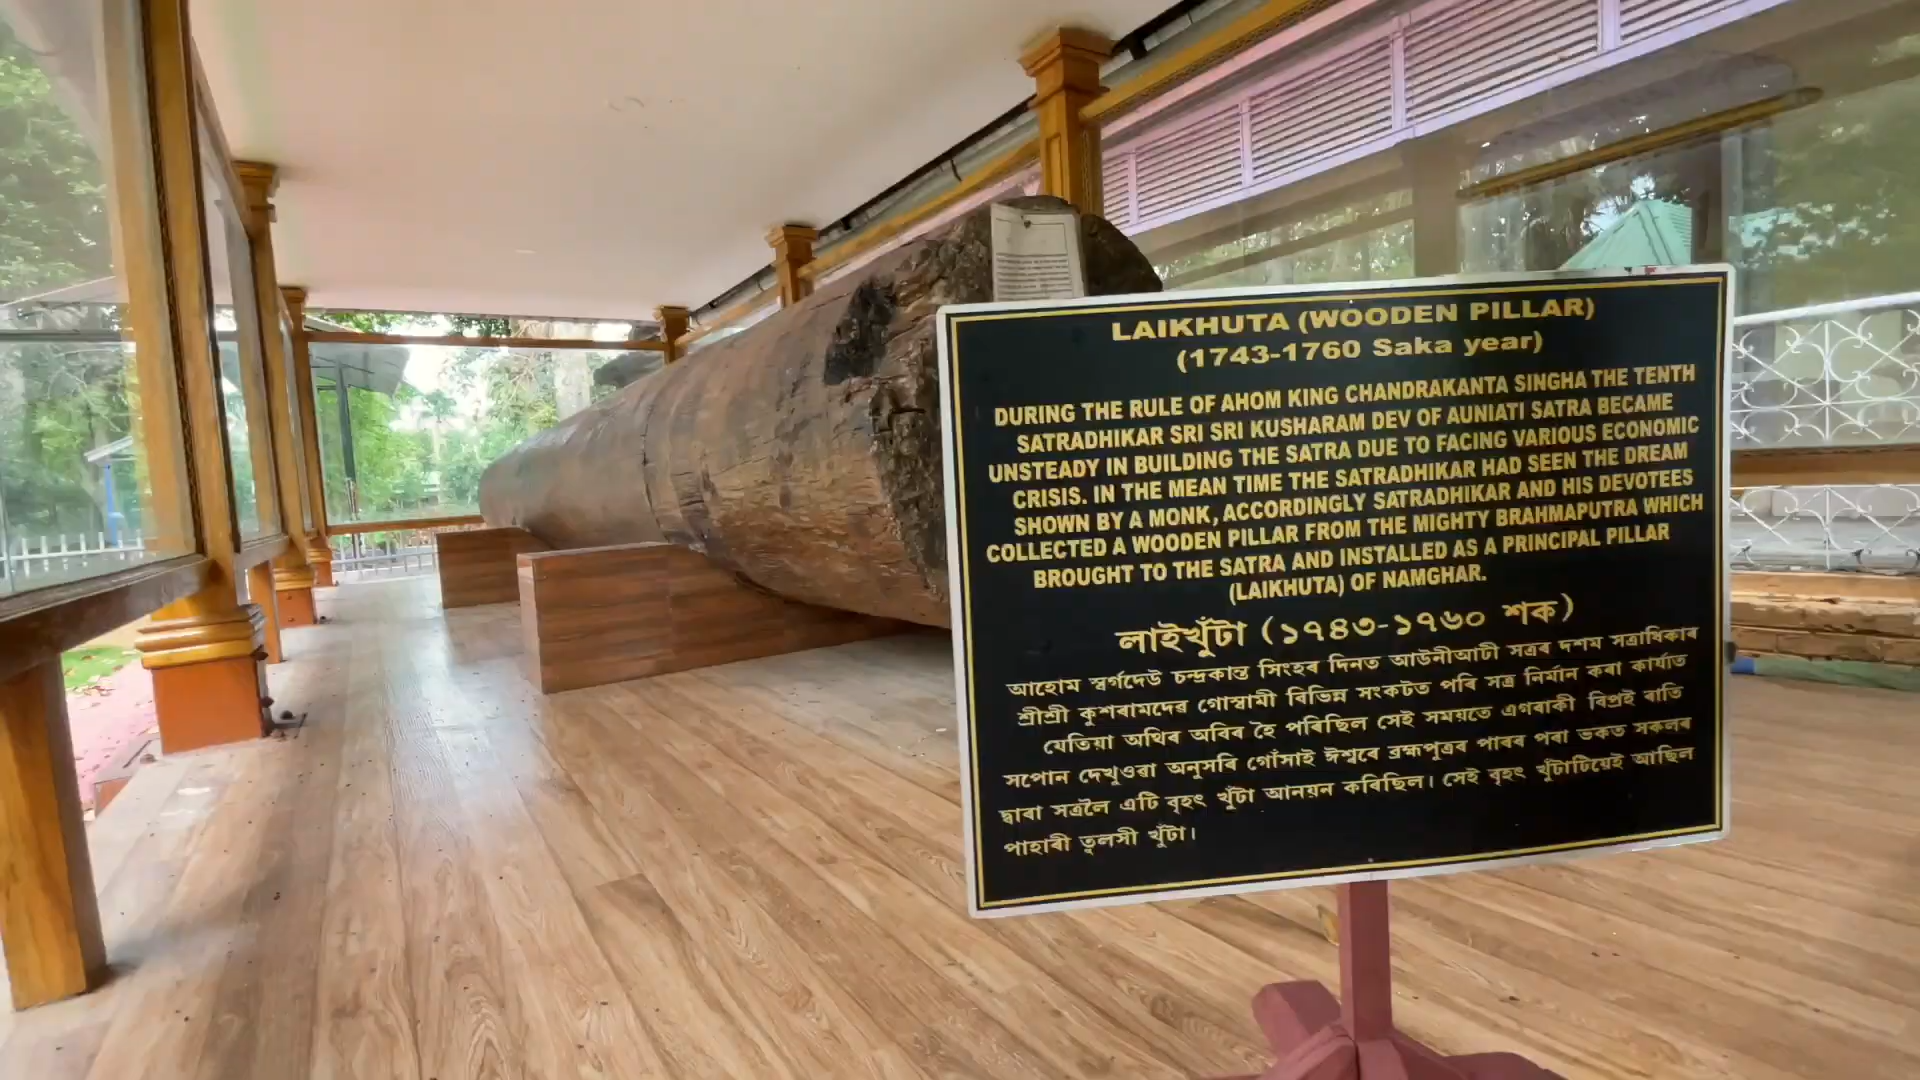 LAIKHUTA (WOODEN PILLAR)
(1743-1760 Saka year)
DURING THE RULE OF AHOM KING CHANDRAKANTA SINGHA THE TENTH
SATRADHIKAR SRI SRI KUSHARAM DEV OF AUNIATI SATRA BECAME
UNSTEADY IN BUILDING THE SATRA DUE TO FACING VARIOUS ECONOMIC
CRISIS. IN THE MEAN TIME THE SATRADHIKAR HAD SEEN THE DREAM
SHOWN BY A MONK, ACCORDINGLY SATRADHIKAR AND HIS DEVOTEES
COLLECTED A WOODEN PILLAR FROM THE MIGHTY BRAHMAPUTRA WHICH
BROUGHT TO THE SATRA AND INSTALLED AS A PRINCIPAL PILLAR
(LAIKHUTA) OF NAMGHAR.
লাইখুঁটা (১৭৪৩-১৭৬০ শক)
আহোম স্বৰ্গদেউ চন্দ্ৰকান্ত সিংহৰ দিনত আউনীআটী সত্ৰৰ দশম সত্ৰাধিকাৰ
শ্ৰীশ্ৰী কুশৰামদেৱ গোস্বামী বিভিন্ন সংকটত পৰি সত্ৰ নিৰ্মান কৰা কাৰ্য্যত
যেতিয়া অথিৰ অবিৰ হৈ পৰিছিল সেই সময়তে এগৰাকী বিপ্ৰই ৰাতি
সপোন দেখুওৱা অনুসৰি গোঁসাই ঈশ্বৰে ব্ৰহ্মপুত্ৰৰ পাৰৰ পৰা ভকত সকলৰ
দ্বাৰা সত্ৰলৈ এটি বৃহৎ খুঁটা আনয়ন কৰিছিল। সেই বৃহৎ খুঁটাটিয়েই আছিল
পাহাৰী তুলসী খুঁটা।